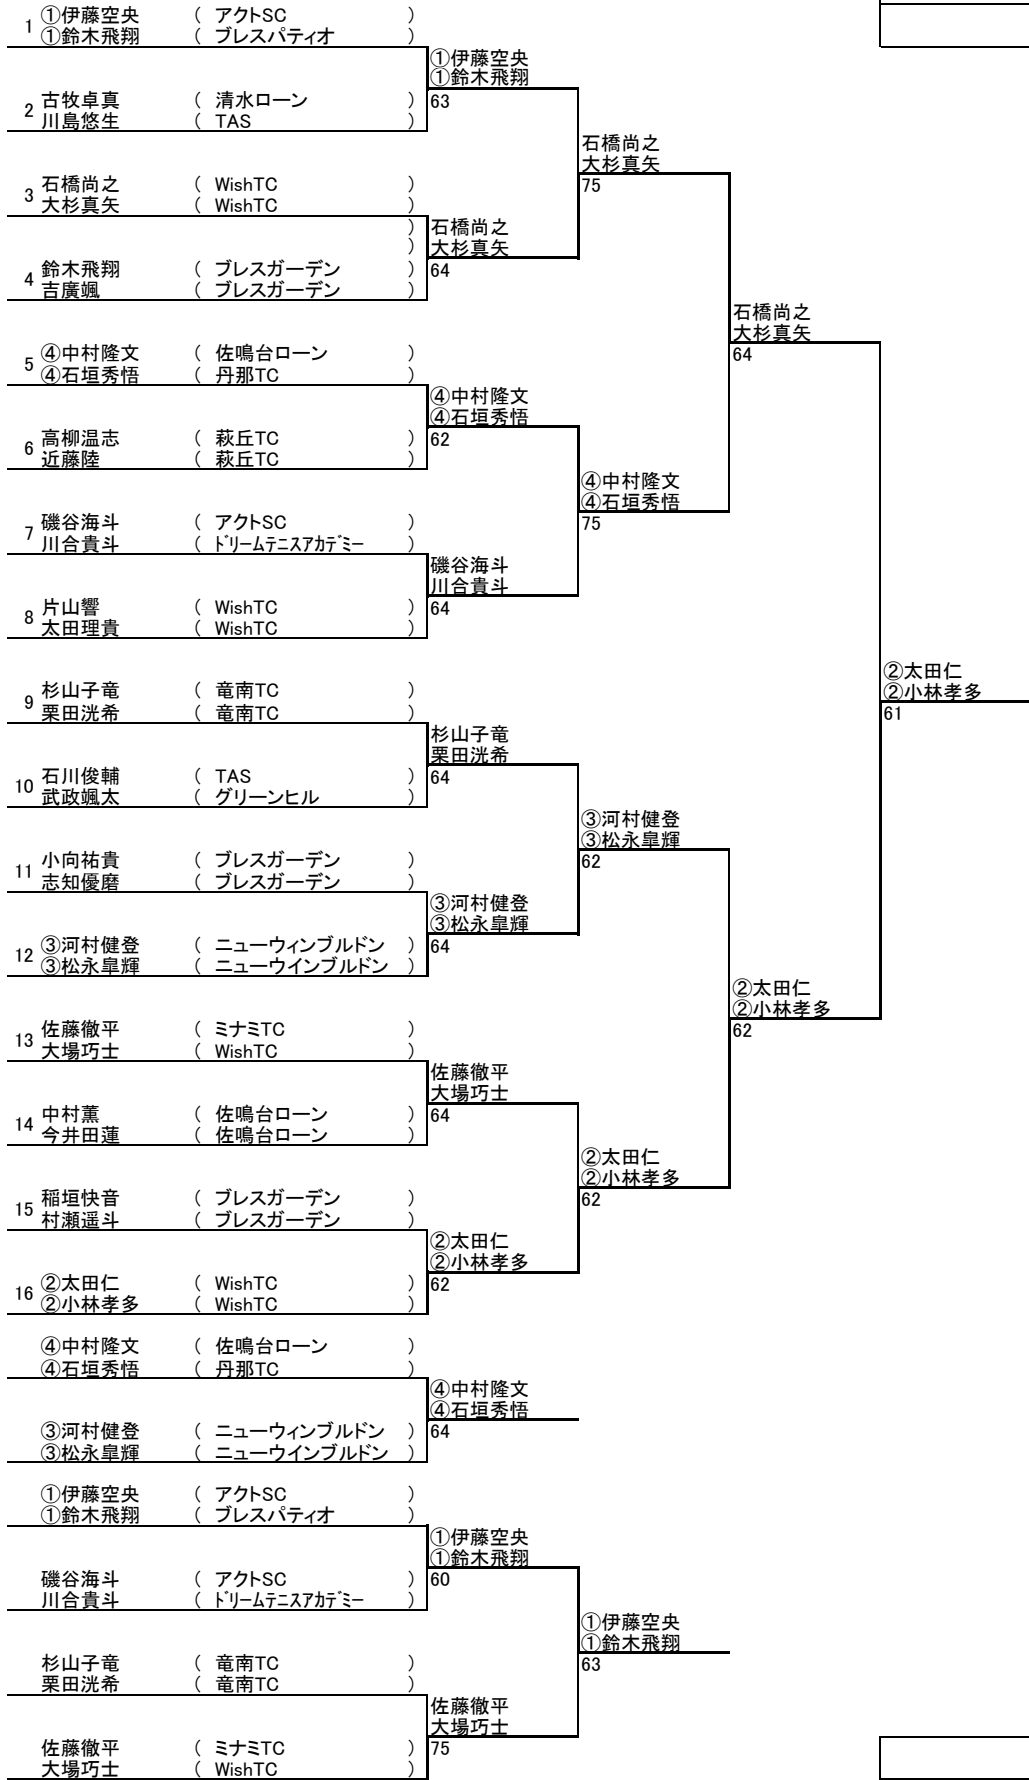 1 ①伊藤空央 ( アクトSC )
①鈴木飛翔 ( ブレスパティオ )
①伊藤空央
①鈴木飛翔
63
2 古牧卓真 ( 清水ローン )
川島悠生 ( TAS )
石橋尚之
大杉真矢
75
3 石橋尚之 ( WishTC )
大杉真矢 ( WishTC )
)
)
石橋尚之
大杉真矢
64
4 鈴木飛翔 ( ブレスガーデン )
吉廣颯 ( ブレスガーデン )
石橋尚之
大杉真矢
64
5 ④中村隆文 ( 佐鳴台ローン )
④石垣秀悟 ( 丹那TC )
④中村隆文
④石垣秀悟
62
6 高柳温志 ( 萩丘TC )
近藤陸 ( 萩丘TC )
④中村隆文
④石垣秀悟
75
7 磯谷海斗 ( アクトSC )
川合貴斗 ( ﾄﾞﾘｰﾑﾃﾆｽｱｶﾃﾞﾐｰ )
磯谷海斗
川合貴斗
64
8 片山響 ( WishTC )
太田理貴 ( WishTC )
②太田仁
②小林孝多
61
9 杉山子竜 ( 竜南TC )
栗田洸希 ( 竜南TC )
杉山子竜
栗田洸希
64
10 石川俊輔 ( TAS )
武政颯太 ( グリーンヒル )
③河村健登
③松永皐輝
62
11 小向祐貴 ( ブレスガーデン )
志知優磨 ( ブレスガーデン )
③河村健登
③松永皐輝
64
12 ③河村健登 ( ニューウィンブルドン )
③松永皐輝 ( ニューウインブルドン )
②太田仁
②小林孝多
62
13 佐藤徹平 ( ミナミTC )
大場巧士 ( WishTC )
佐藤徹平
大場巧士
64
14 中村薫 ( 佐鳴台ローン )
今井田蓮 ( 佐鳴台ローン )
②太田仁
②小林孝多
62
15 稲垣快音 ( ブレスガーデン )
村瀬遥斗 ( ブレスガーデン )
②太田仁
②小林孝多
62
16 ②太田仁 ( WishTC )
②小林孝多 ( WishTC )
④中村隆文 ( 佐鳴台ローン )
④石垣秀悟 ( 丹那TC )
④中村隆文
④石垣秀悟
64
③河村健登 ( ニューウィンブルドン )
③松永皐輝 ( ニューウインブルドン )
①伊藤空央 ( アクトSC )
①鈴木飛翔 ( ブレスパティオ )
①伊藤空央
①鈴木飛翔
60
磯谷海斗 ( アクトSC )
川合貴斗 ( ﾄﾞﾘｰﾑﾃﾆｽｱｶﾃﾞﾐｰ )
①伊藤空央
①鈴木飛翔
63
杉山子竜 ( 竜南TC )
栗田洸希 ( 竜南TC )
佐藤徹平
大場巧士
75
佐藤徹平 ( ミナミTC )
大場巧士 ( WishTC )